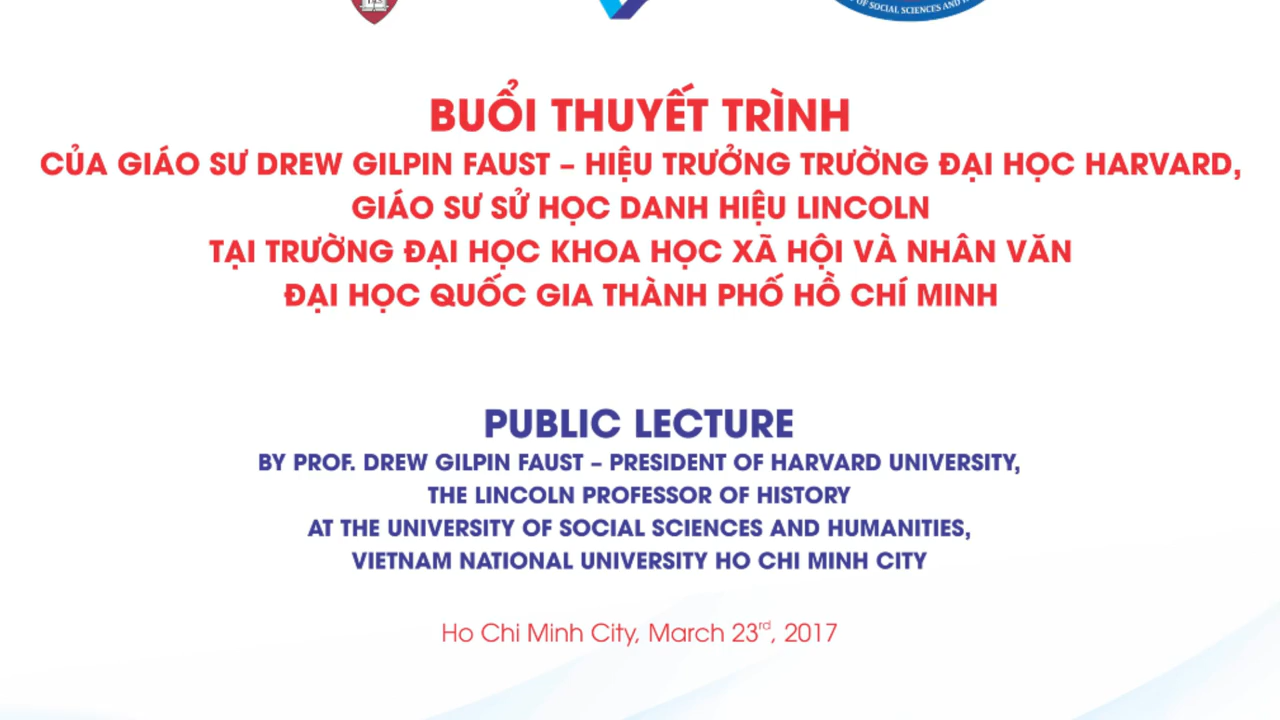 OF SOCIAL SCIENCES AND
BUỔI THUYẾT TRÌNH
CỦA GIÁO SƯ DREW GILPIN FAUST – HIỆU TRƯỞNG TRƯỜNG ĐẠI HỌC HARVARD,
GIÁO SƯ SỬ HỌC DANH HIỆU LINCOLN
TẠI TRƯỜNG ĐẠI HỌC KHOA HỌC XÃ HỘI VÀ NHÂN VĂN
ĐẠI HỌC QUỐC GIA THÀNH PHỐ HỒ CHÍ MINH
PUBLIC LECTURE
BY PROF. DREW GILPIN FAUST – PRESIDENT OF HARVARD UNIVERSITY,
THE LINCOLN PROFESSOR OF HISTORY
AT THE UNIVERSITY OF SOCIAL SCIENCES AND HUMANITIES,
VIETNAM NATIONAL UNIVERSITY HO CHI MINH CITY
Ho Chi Minh City, March 23rd, 2017